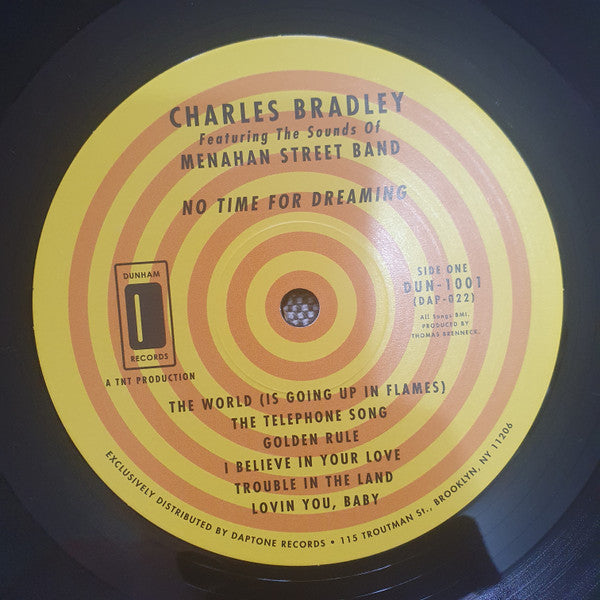 CHARLES BRADLEY
Featuring The Sounds Of
MENAHAN STREET BAND
NO TIME FOR DREAMING
DUNHAM
RECORDS
A TNT PRODUCTION
SIDE ONE
DUN-1001
(DAP-022)
All Songs BMI.
PRODUCED BY
THOMAS BRENNECK.
THE WORLD (IS GOING UP IN FLAMES)
THE TELEPHONE SONG
GOLDEN RULE
I BELIEVE IN YOUR LOVE
TROUBLE IN THE LAND
LOVIN YOU, BABY
EXCLUSIVELY DISTRIBUTED BY DAPTONE RECORDS • 115 TROUTMAN St., BROOKLYN, NY 11206